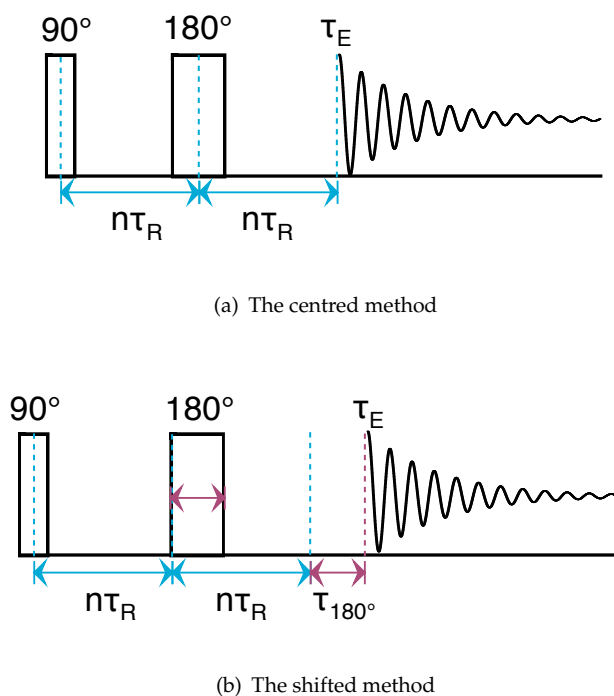 90° 180° τE
nτR nτR
(a) The centred method
90° 180° τE
nτR nτR τ180°
(b) The shifted method